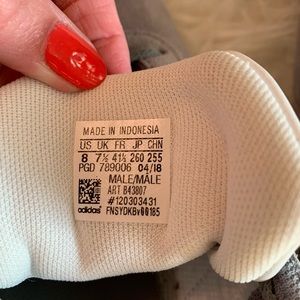 MADE IN INDONESIA
US UK FR JP CHN
8 7½ 41⅓ 260 255
PGD 789006 04/18
MALE/MÂLE
ART B43807
#120303431
adidas FNSYDKBv00185